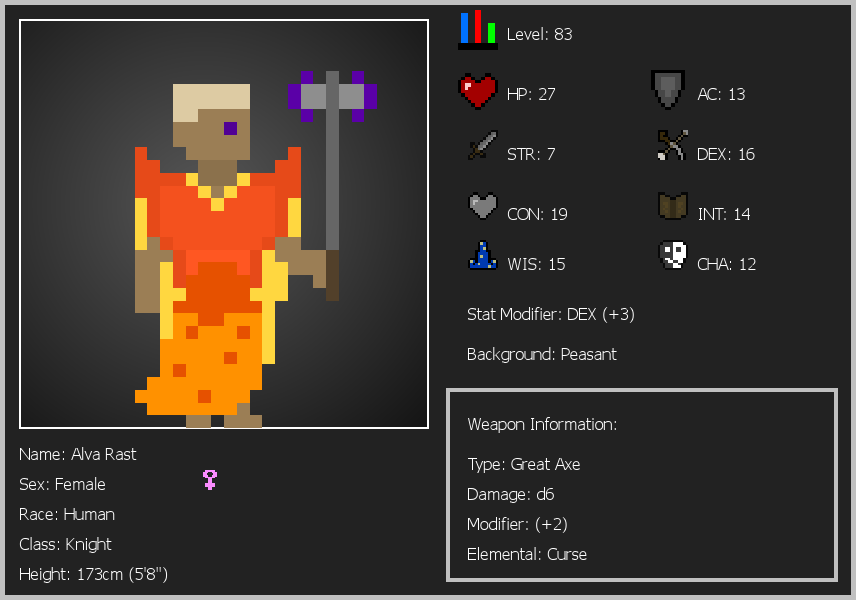 Level: 83
HP: 27
AC: 13
STR: 7
DEX: 16
CON: 19
INT: 14
WIS: 15
CHA: 12
Stat Modifier: DEX (+3)
Background: Peasant
Weapon Information:
Type: Great Axe
Damage: d6
Modifier: (+2)
Elemental: Curse
Name: Alva Rast
Sex: Female
Race: Human
Class: Knight
Height: 173cm (5'8")